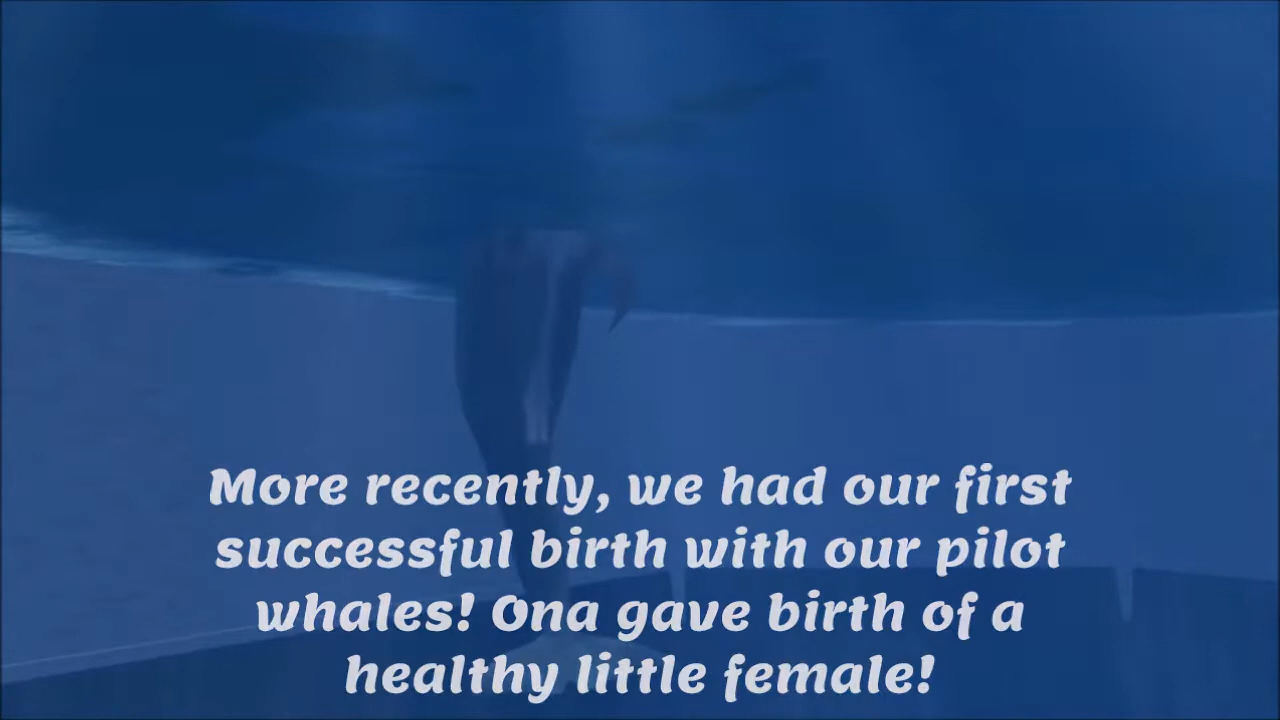 More recently, we had our first
successful birth with our pilot
whales! Ona gave birth of a
healthy little female!